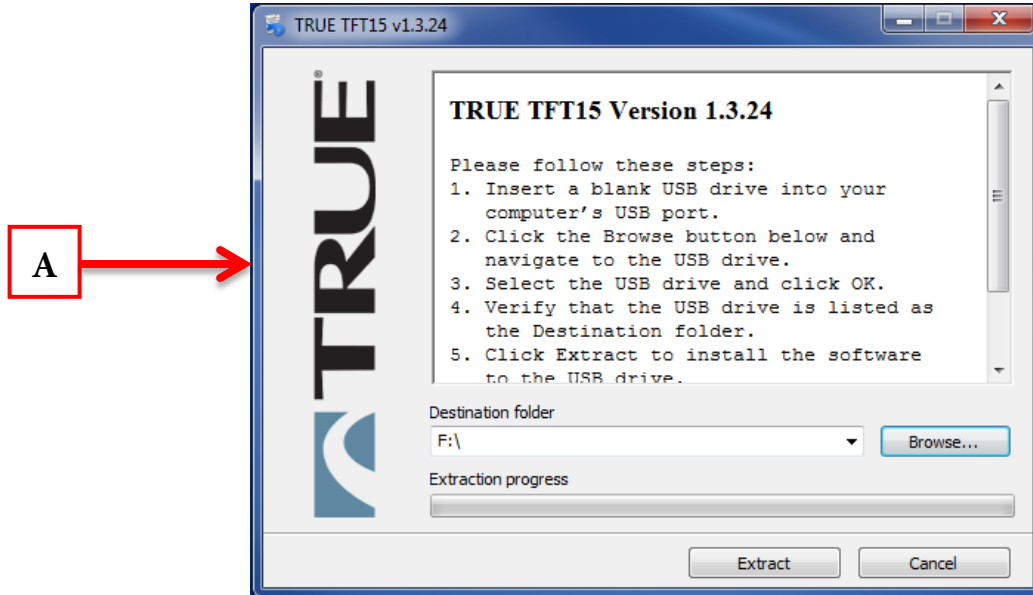 TRUE TFT15 v1.3.24
TRUE®
TRUE TFT15 Version 1.3.24
Please follow these steps:
1. Insert a blank USB drive into your
computer's USB port.
2. Click the Browse button below and
navigate to the USB drive.
3. Select the USB drive and click OK.
4. Verify that the USB drive is listed as
the Destination folder.
5. Click Extract to install the software
to the USB drive.
A
Destination folder
F:\
Browse...
Extraction progress
Extract
Cancel